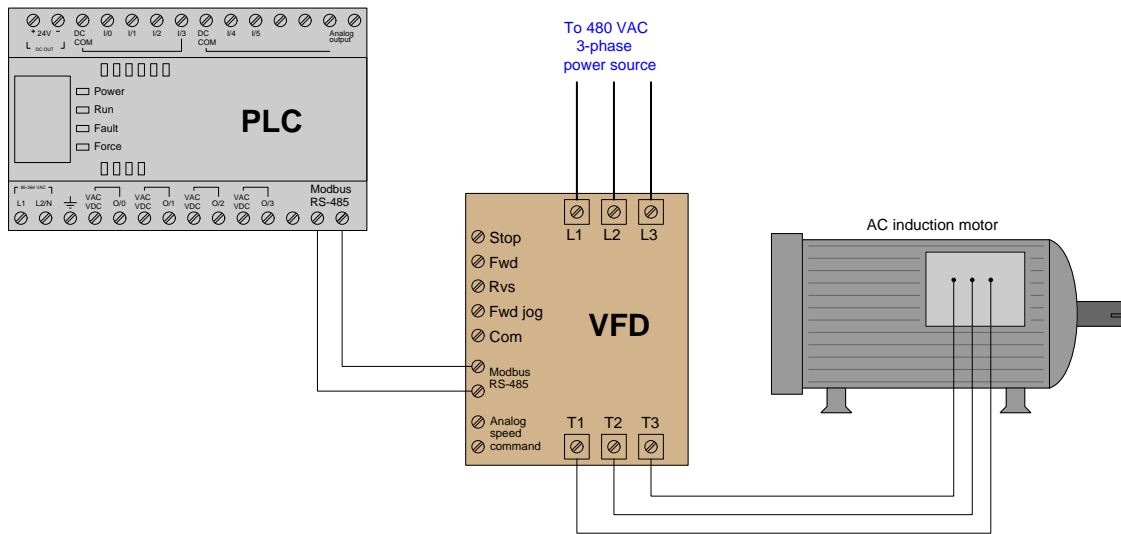 + 24V -
DC OUT
DC
COM
I/0
I/1
I/2
I/3
DC
COM
I/4
I/5
Analog
output
Power
Run
Fault
Force
PLC
85-264 VAC
L1
L2/N
VAC
VDC
O/0
VAC
VDC
O/1
VAC
VDC
O/2
VAC
VDC
O/3
Modbus
RS-485
To 480 VAC
3-phase
power source
L1
L2
L3
Stop
Fwd
Rvs
Fwd jog
Com
VFD
Modbus
RS-485
Analog
speed
command
T1
T2
T3
AC induction motor